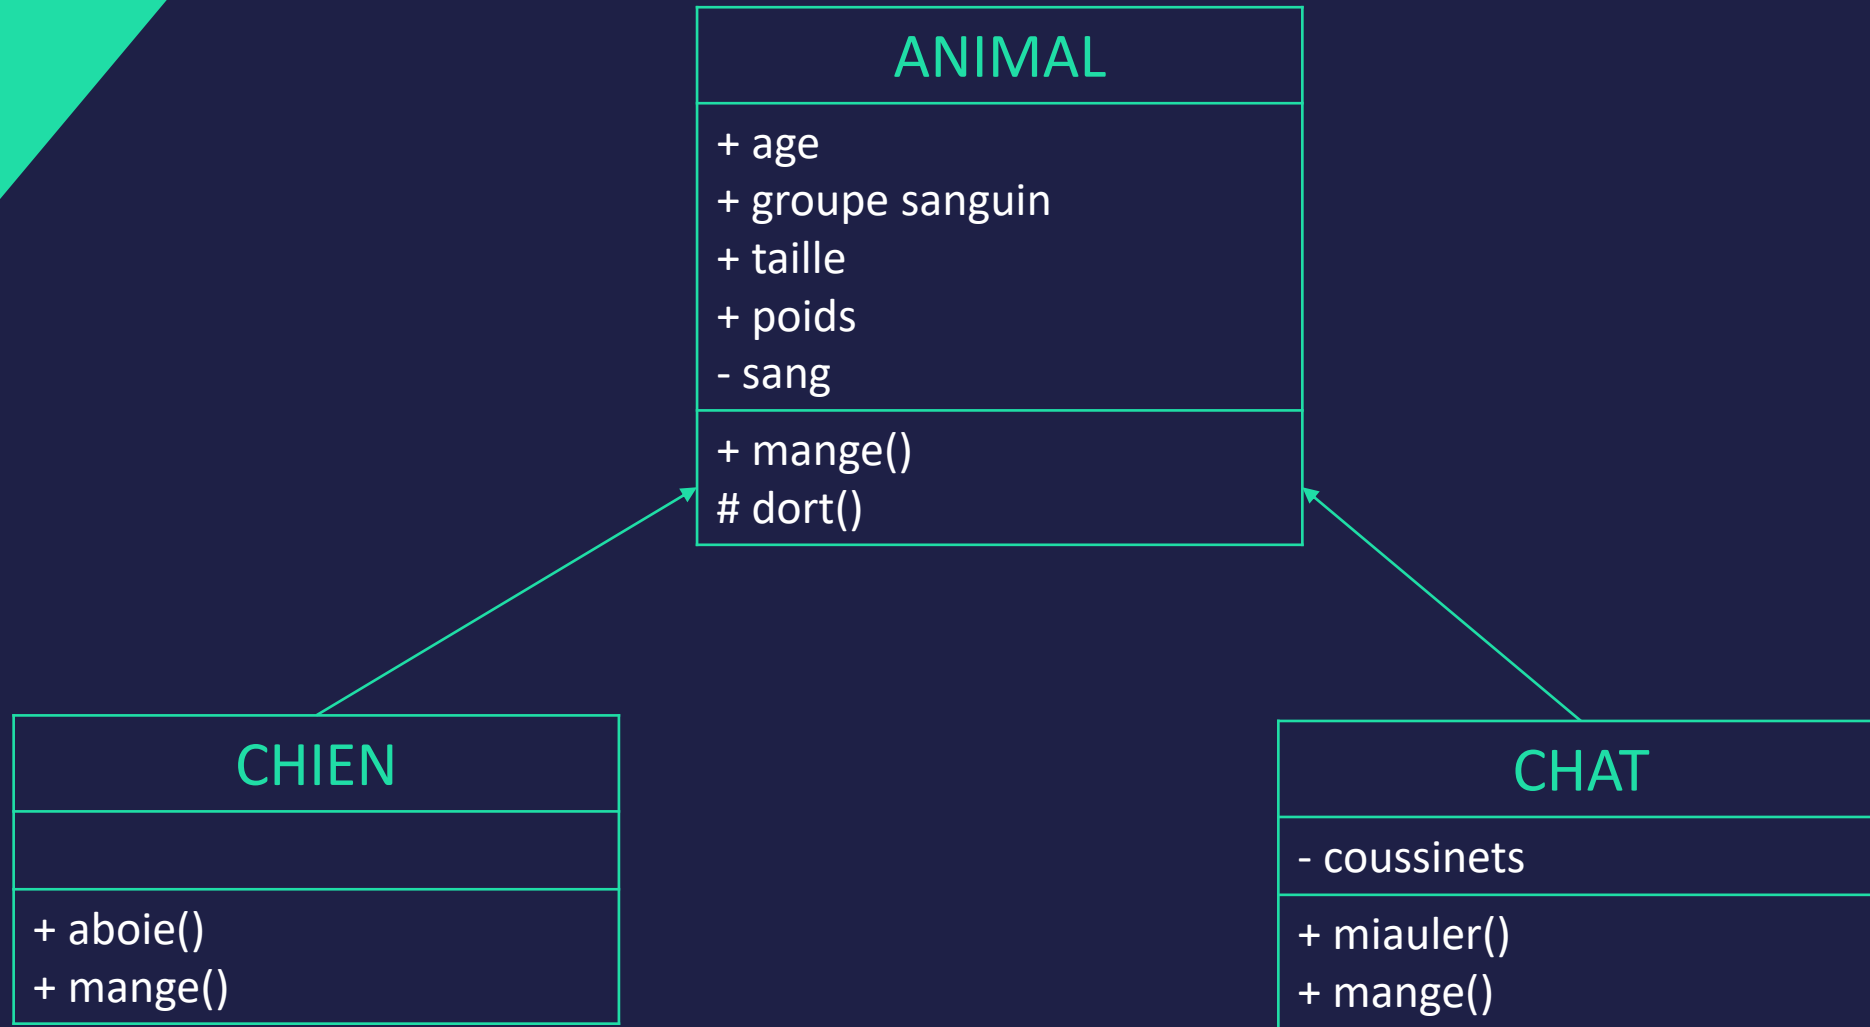 ANIMAL
+ age
+ groupe sanguin
+ taille
+ poids
- sang
+ mange()
# dort()
CHIEN
+ aboie()
+ mange()
CHAT
- coussinets
+ miauler()
+ mange()